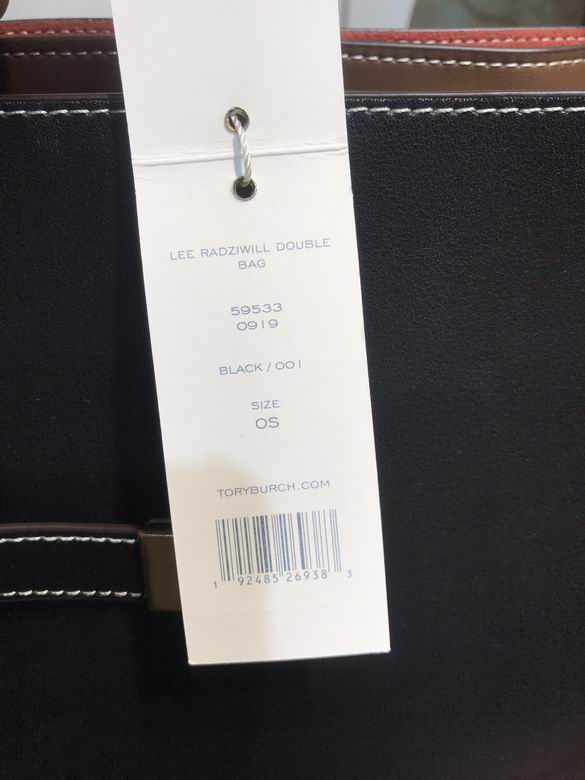 LEE RADZIWILL DOUBLE
BAG
59533
0919
BLACK / 001
SIZE
OS
TORYBURCH.COM
1 92485 26938 3